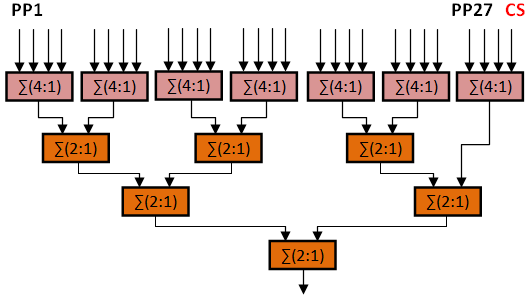 PP1 PP27 CS
∑(4:1) ∑(4:1) ∑(4:1) ∑(4:1) ∑(4:1) ∑(4:1) ∑(4:1)
∑(2:1) ∑(2:1) ∑(2:1)
∑(2:1) ∑(2:1)
∑(2:1)